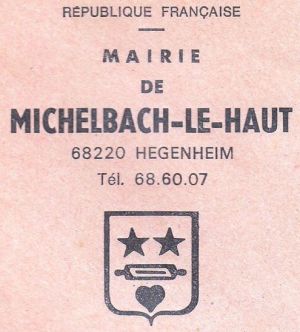 RÉPUBLIQUE FRANÇAISE
MAIRIE
DE
MICHELBACH-LE-HAUT
68220 HEGENHEIM
Tél. 68.60.07